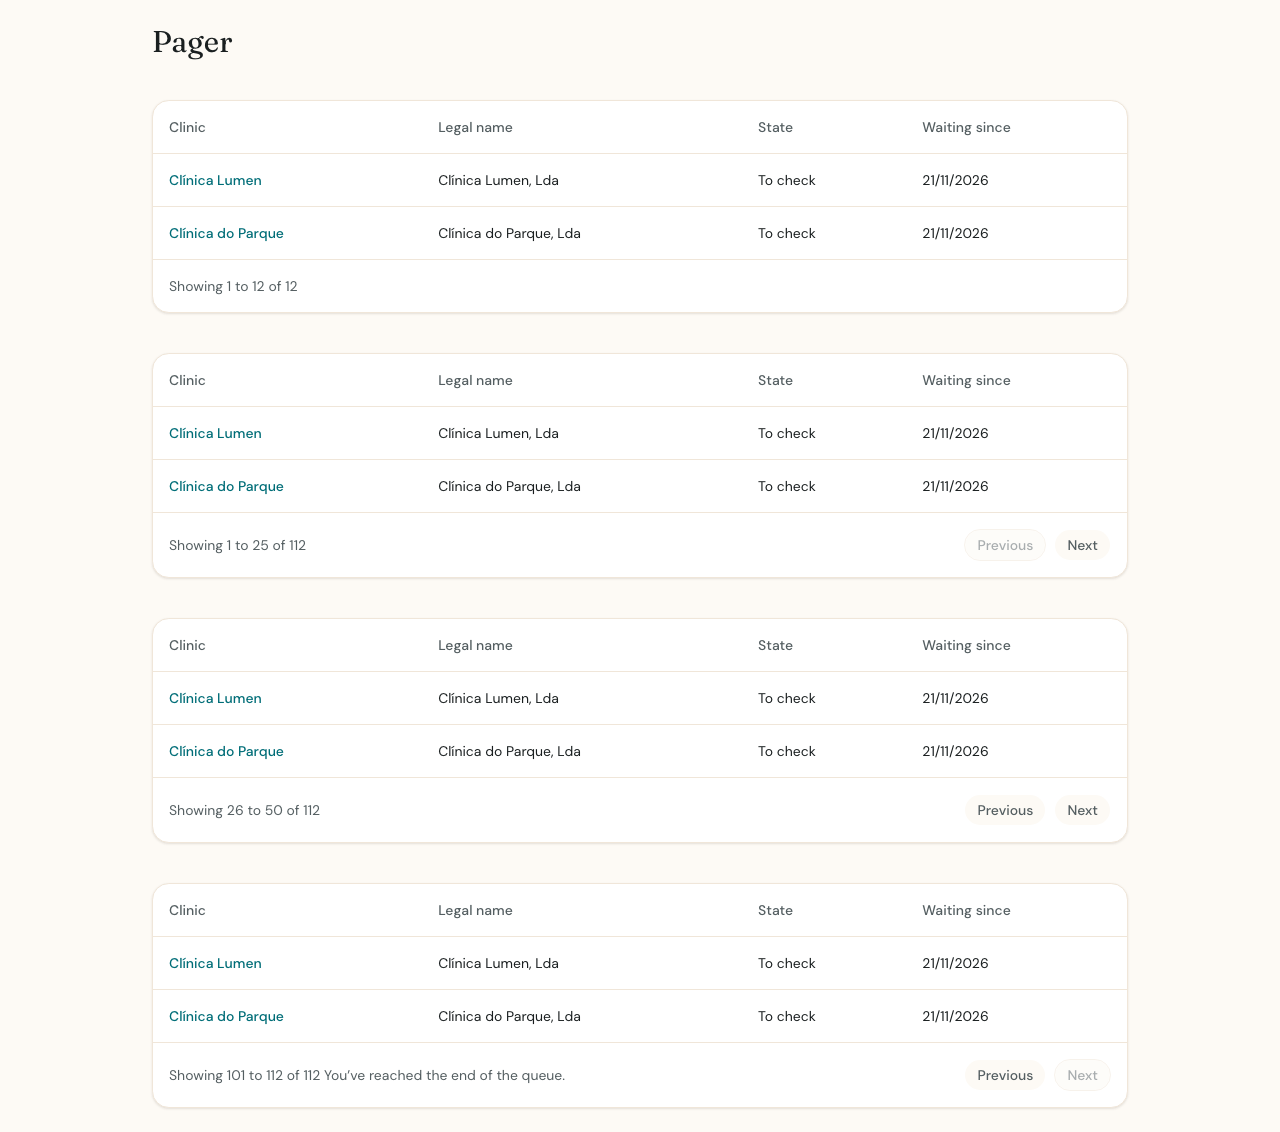 Pager
Clinic Legal name State Waiting since
Clínica Lumen Clínica Lumen, Lda To check 21/11/2026
Clínica do Parque Clínica do Parque, Lda To check 21/11/2026
Showing 1 to 12 of 12
Clinic Legal name State Waiting since
Clínica Lumen Clínica Lumen, Lda To check 21/11/2026
Clínica do Parque Clínica do Parque, Lda To check 21/11/2026
Showing 1 to 25 of 112 Previous Next
Clinic Legal name State Waiting since
Clínica Lumen Clínica Lumen, Lda To check 21/11/2026
Clínica do Parque Clínica do Parque, Lda To check 21/11/2026
Showing 26 to 50 of 112 Previous Next
Clinic Legal name State Waiting since
Clínica Lumen Clínica Lumen, Lda To check 21/11/2026
Clínica do Parque Clínica do Parque, Lda To check 21/11/2026
Showing 101 to 112 of 112 You’ve reached the end of the queue. Previous Next